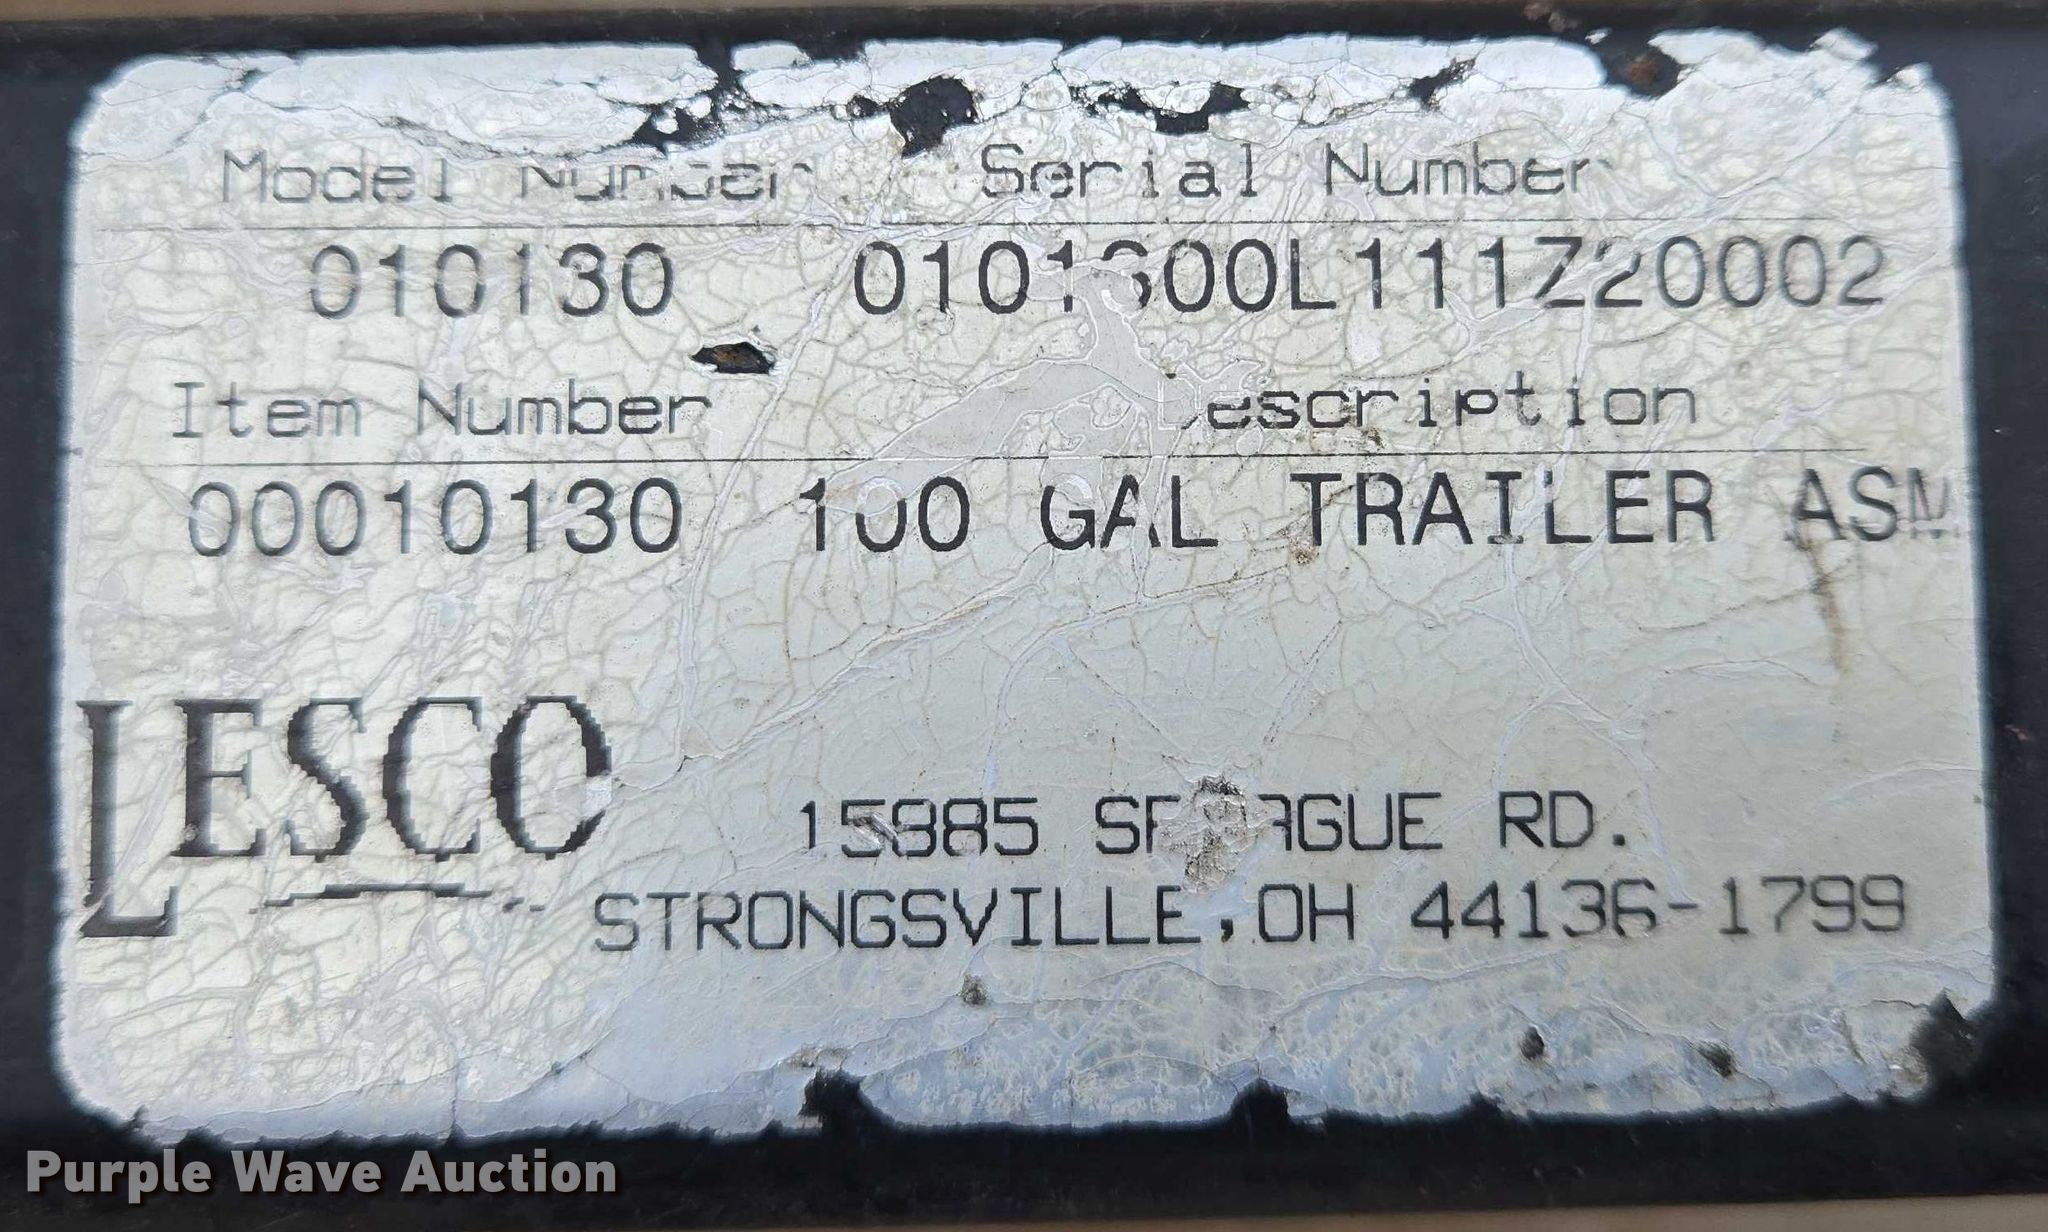 Model Number Serial Number
010130 0101300L111Z20002
Item Number Description
00010130 100 GAL TRAILER ASM
LESCO
15885 SPRAGUE RD.
STRONGSVILLE, OH 44136-1799
Purple Wave Auction